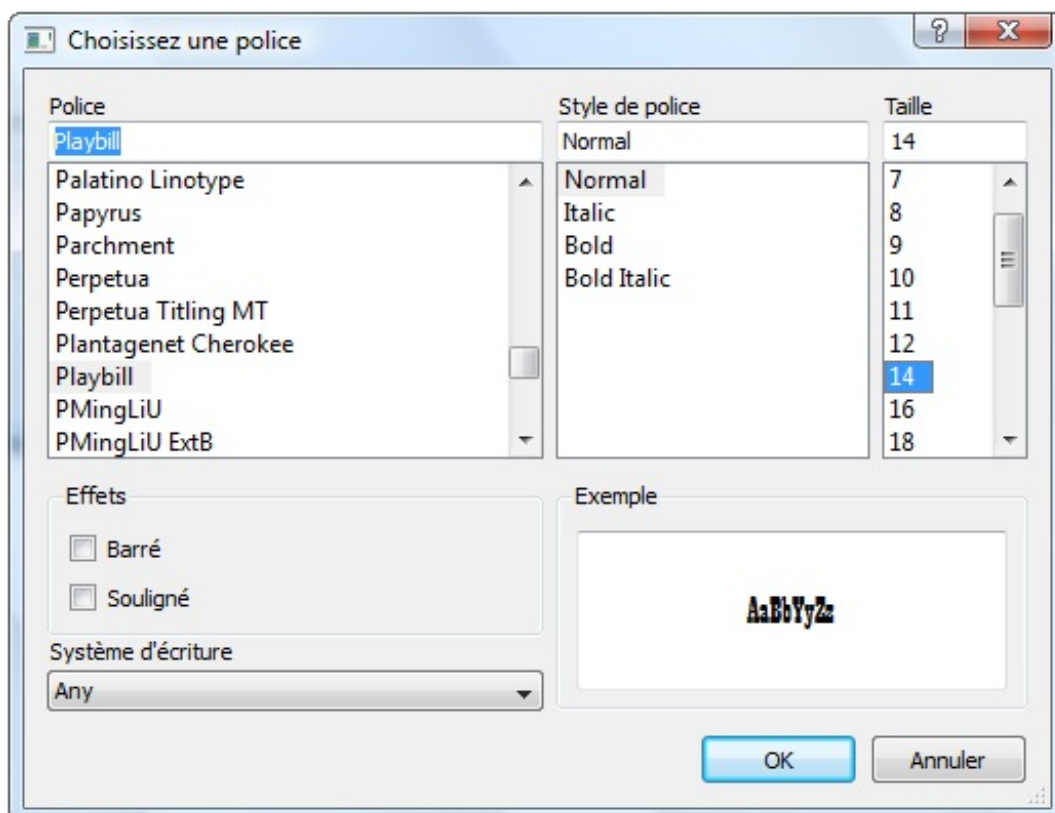 Choisissez une police
Police
Playbill
Palatino Linotype
Papyrus
Parchment
Perpetua
Perpetua Titling MT
Plantagenet Cherokee
Playbill
PMingLiU
PMingLiU ExtB
Style de police
Normal
Normal
Italic
Bold
Bold Italic
Taille
14
7
8
9
10
11
12
14
16
18
Effets
Barré
Souligné
Système d'écriture
Any
Exemple
AaBbYyZz
OK
Annuler